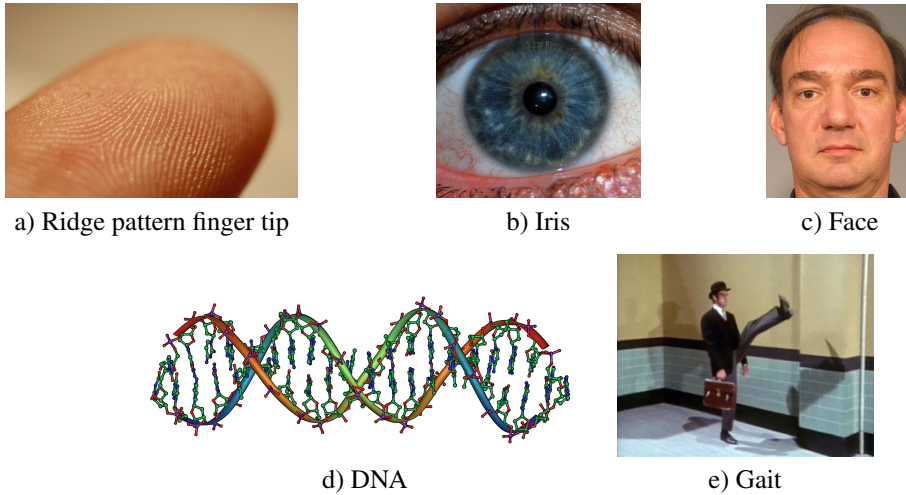 a) Ridge pattern finger tip
b) Iris
c) Face
d) DNA
e) Gait